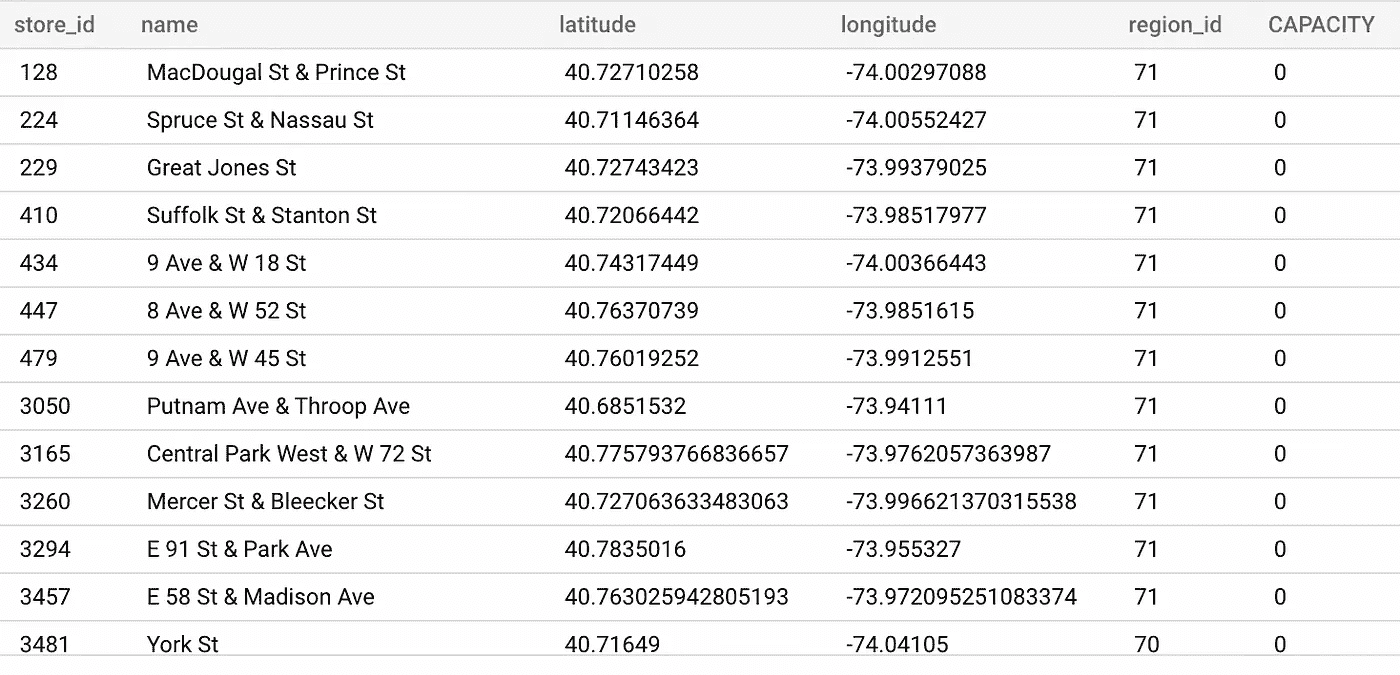 store_id name latitude longitude region_id CAPACITY
128 MacDougal St & Prince St 40.72710258 -74.00297088 71 0
224 Spruce St & Nassau St 40.71146364 -74.00552427 71 0
229 Great Jones St 40.72743423 -73.99379025 71 0
410 Suffolk St & Stanton St 40.72066442 -73.98517977 71 0
434 9 Ave & W 18 St 40.74317449 -74.00366443 71 0
447 8 Ave & W 52 St 40.76370739 -73.9851615 71 0
479 9 Ave & W 45 St 40.76019252 -73.9912551 71 0
3050 Putnam Ave & Throop Ave 40.6851532 -73.94111 71 0
3165 Central Park West & W 72 St 40.775793766836657 -73.9762057363987 71 0
3260 Mercer St & Bleecker St 40.727063633483063 -73.996621370315538 71 0
3294 E 91 St & Park Ave 40.7835016 -73.955327 71 0
3457 E 58 St & Madison Ave 40.763025942805193 -73.972095251083374 71 0
3481 York St 40.71649 -74.04105 70 0